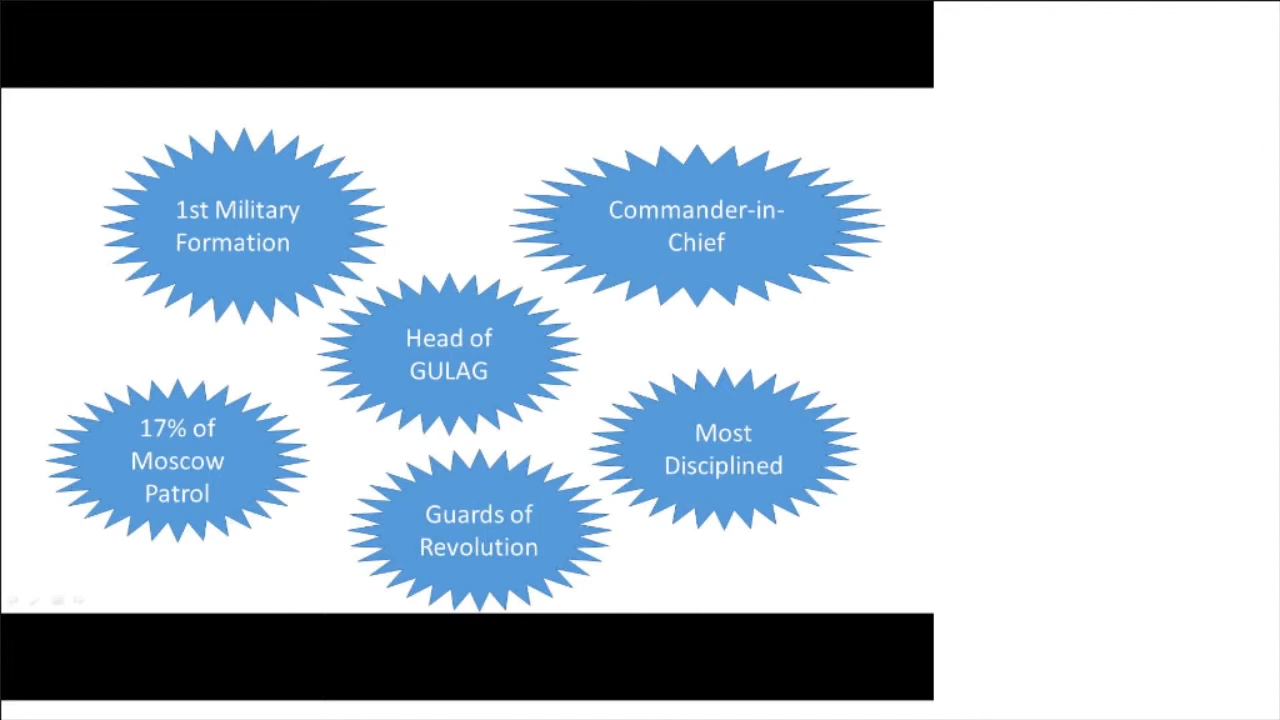 1st Military
Formation
Commander-in-
Chief
Head of
GULAG
17% of
Moscow
Patrol
Most
Disciplined
Guards of
Revolution